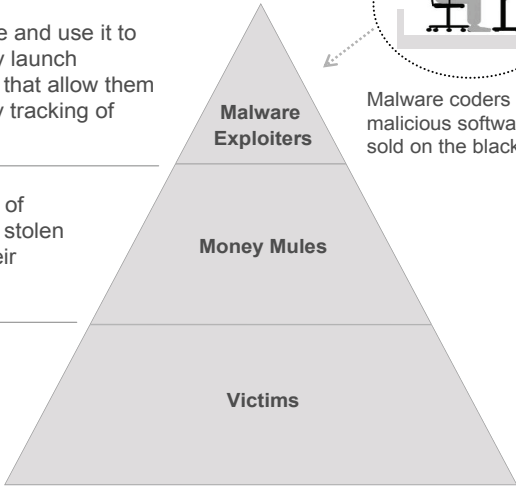 e and use it to
launch
that allow them
tracking of
Malware coders
malicious softwa
sold on the black
Malware
Exploiters
of
stolen
eir
Money Mules
Victims